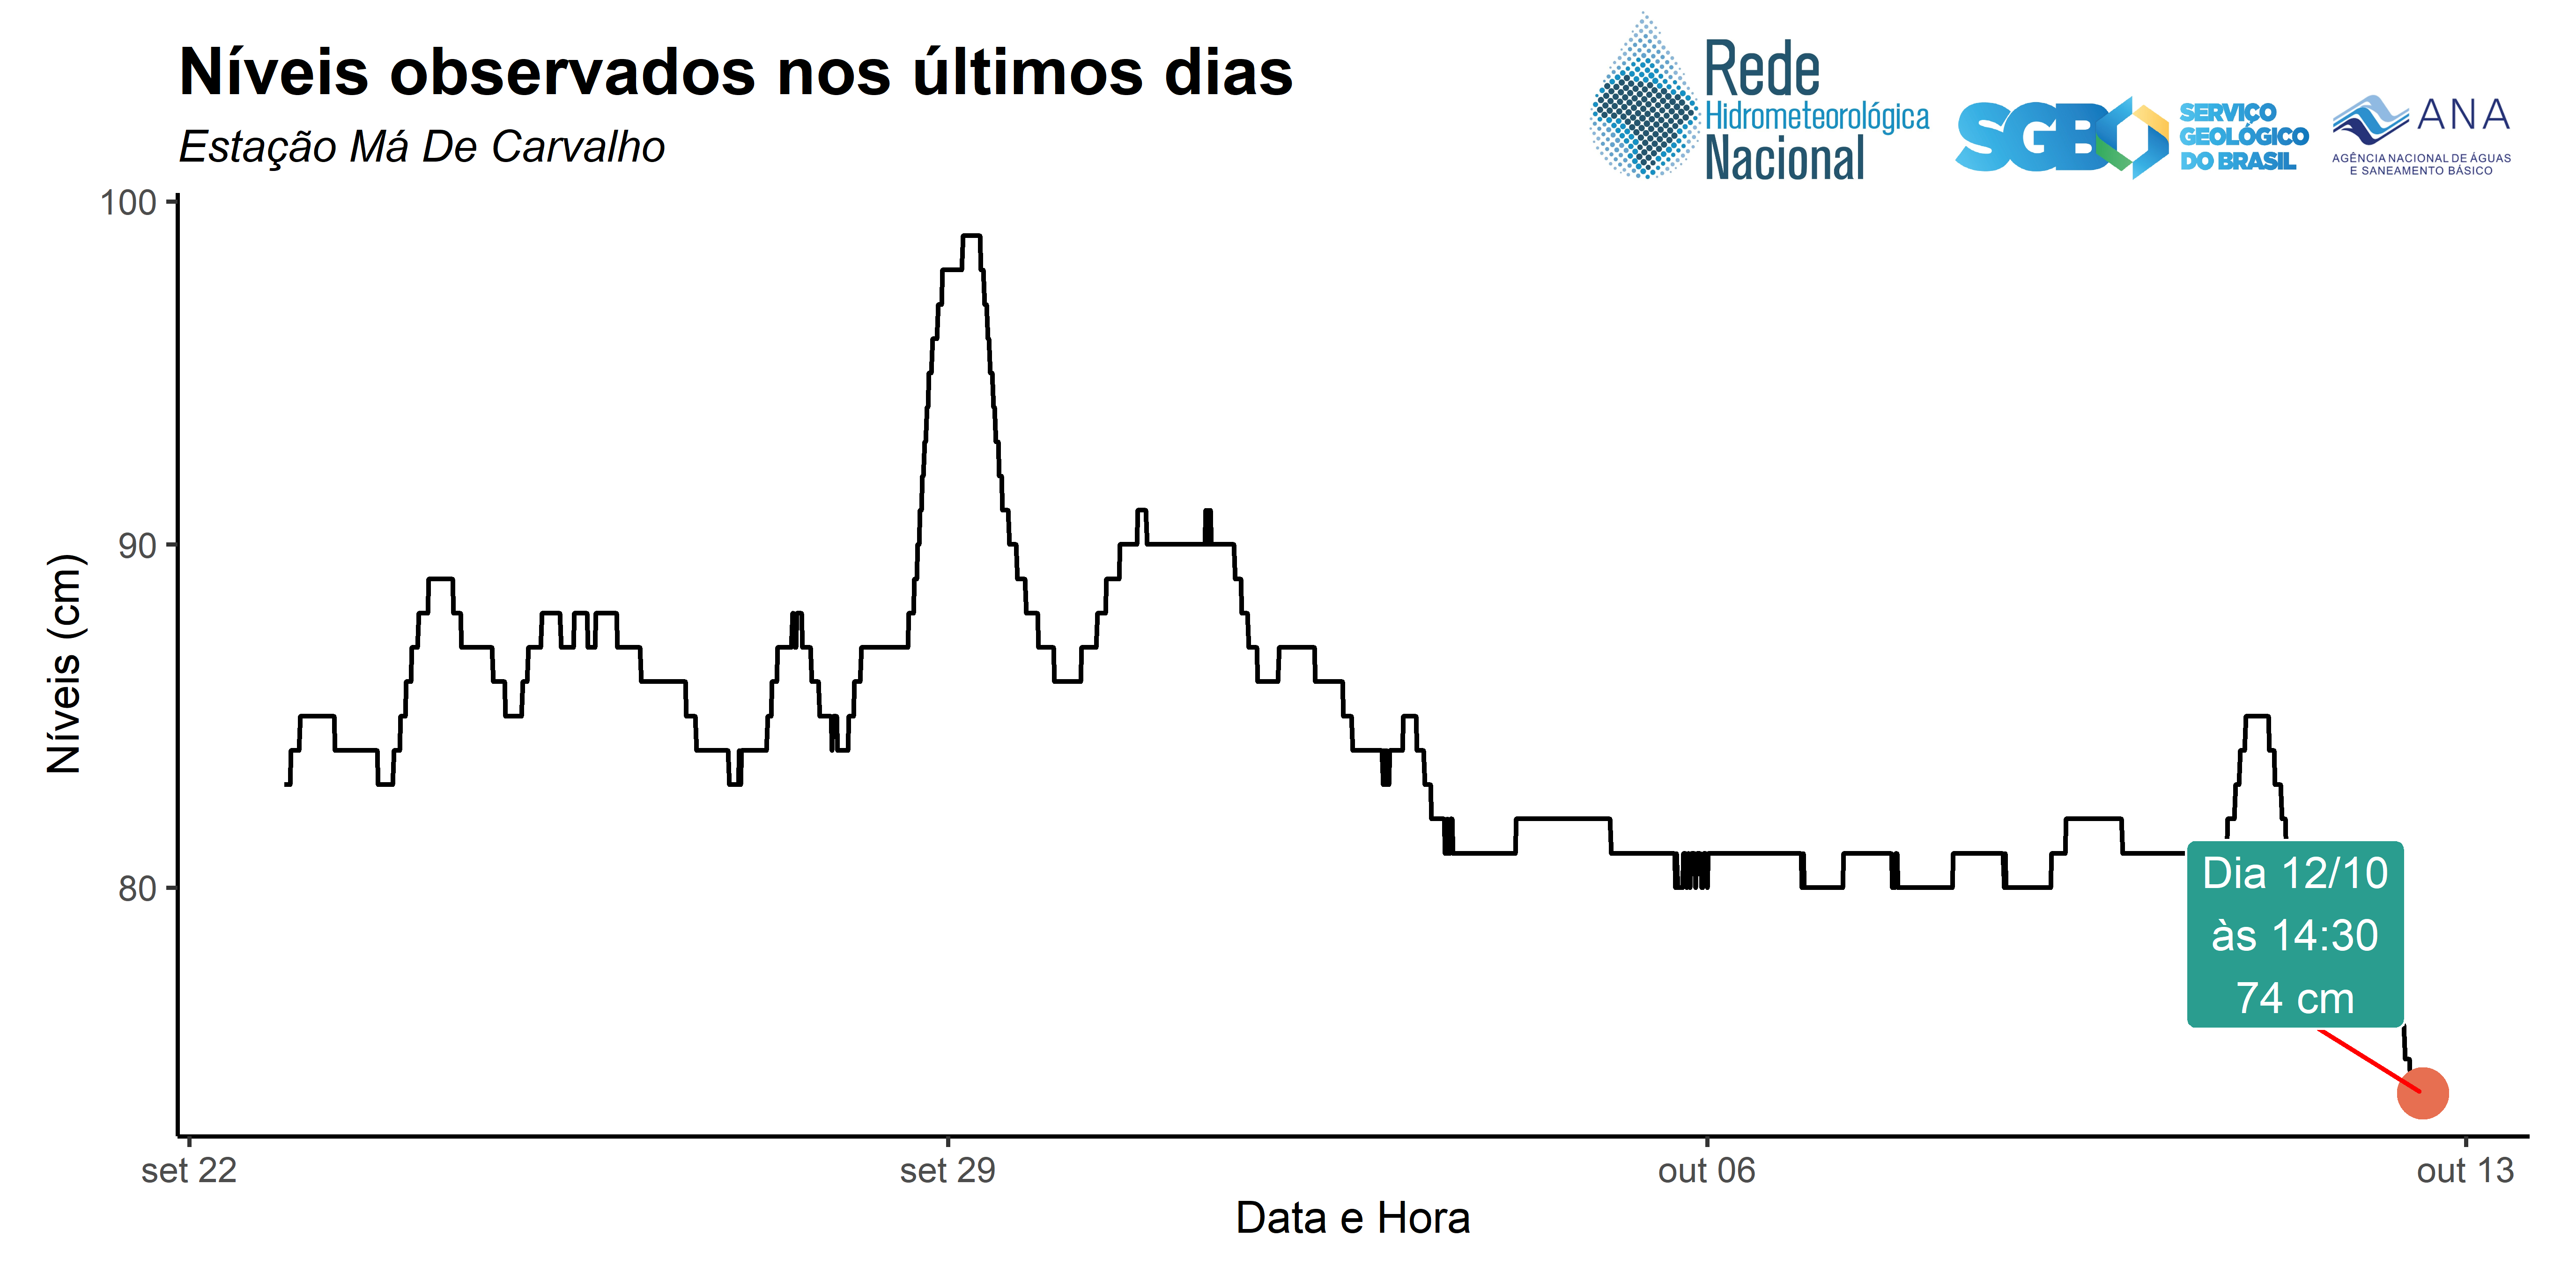 Níveis observados nos últimos dias
Estação Má De Carvalho
Rede
Hidrometeorológica
Nacional
SGB
SERVIÇO
GEOLÓGICO
DO BRASIL
ANA
AGÊNCIA NACIONAL DE ÁGUAS
E SANEAMENTO BÁSICO
100
90
80
Níveis (cm)
Dia 12/10
às 14:30
74 cm
set 22
set 29
out 06
out 13
Data e Hora